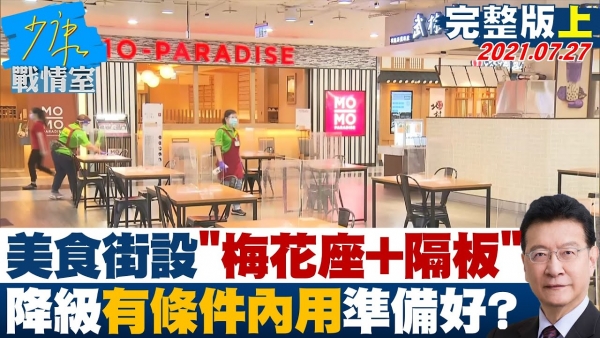 少康
戰情室
完整版上
2021.07.27
MO-PARADISE
MO
MO
PARADISE
美食街設"梅花座+隔板"
降級有條件內用準備好?